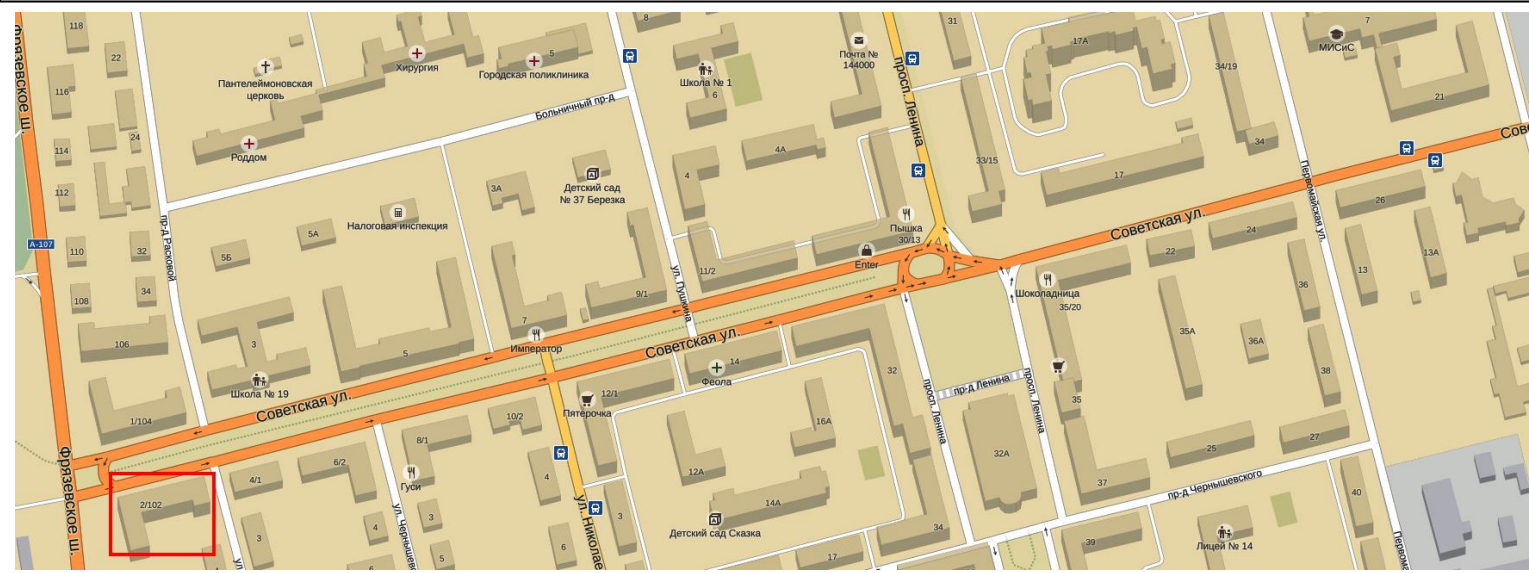 118
Фрязевское ш.
22
116
24
114
112
А-107
110
32
108
34
106
1/104
Пантелеймоновская
церковь
Хирургия
5
Городская поликлиника
Роддом
Больничный пр-д
пр-д Расковой
8
Школа № 1
6
Почта №
144000
31
просп. Ленина
17А
34/19
7
МИСиС
21
34
Сов
4А
4
3А
Детский сад
№ 37 Березка
Налоговая инспекция
5А
5Б
33/15
17
Первомайская ул.
Пышка
30/13
Enter
Советская ул.
26
24
22
13А
13
36
11/2
ул. Пушкина
9/1
7
Император
5
3
Школа № 19
Советская ул.
Советская ул.
Шоколадница
35/20
35А
36А
38
14
Феола
32
пр-д Ленина
просп. Ленина
просп. Ленина
35
12/1
Пятерочка
10/2
8/1
6/2
4/1
Гуси
16А
12А
14А
32А
25
27
37
пр-д Чернышевского
Фрязевское ш.
2/102
3
4
3
4
ул. Чернышевс
ул. Николае
3
Детский сад Сказка
34
Лицей № 14
40
39
Первома
5
6
6
17